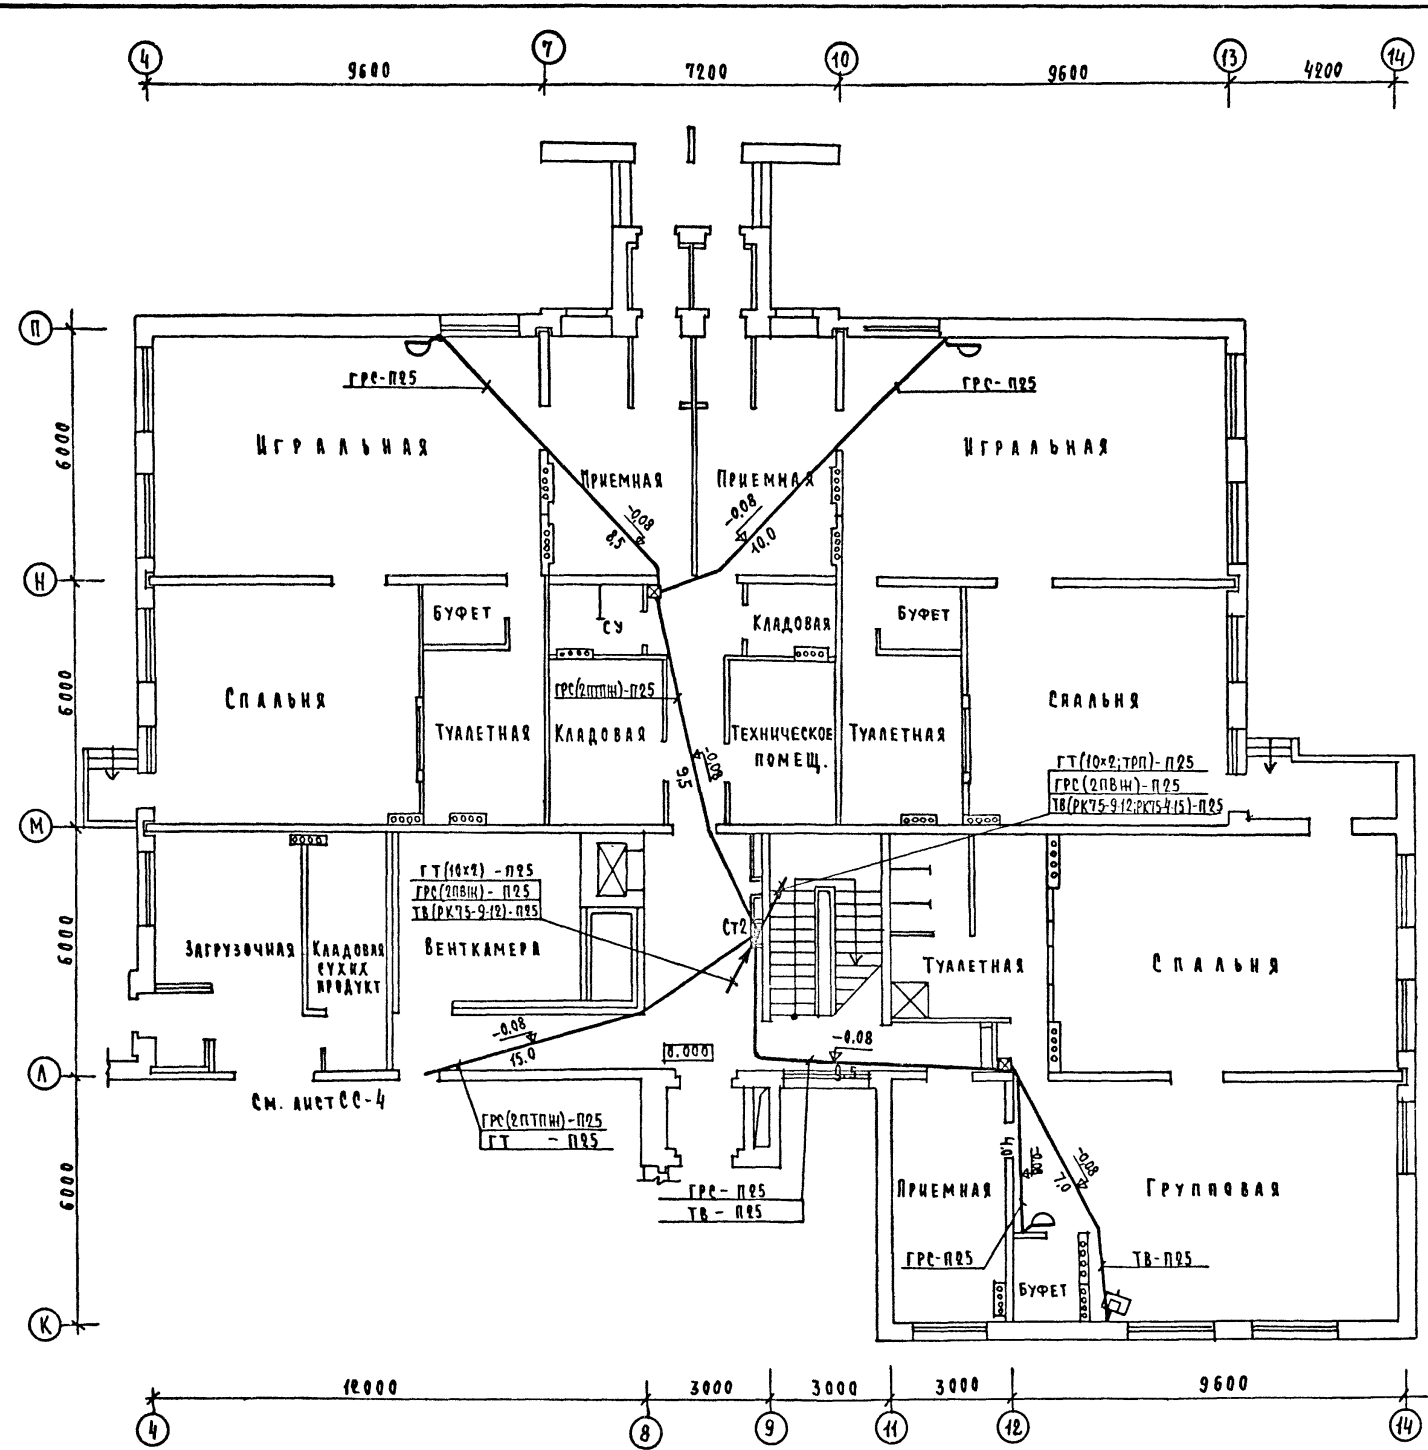 4
7
10
13
14
9600
7200
9600
4200
П
ГРС-П25
ГРС-П25
6000
ИГРАЛЬНАЯ
ИГРАЛЬНАЯ
ПРИЕМНАЯ
ПРИЕМНАЯ
-0,08
8,5
-0,08
10.0
Н
БУФЕТ
СУ
КЛАДОВАЯ
БУФЕТ
6000
СПАЛЬНЯ
ГРС(2ПТПЖ)-П25
СПАЛЬНЯ
ТУАЛЕТНАЯ
КЛАДОВАЯ
ТЕХНИЧЕСКОЕ
ПОМЕЩ.
ТУАЛЕТНАЯ
-0,08
9,5
ГТ(10×2;ТРП)-П25
ГРС(2ПВЖ)-П25
ТВ(РК75-9-12;РК75-4-15)-П25
М
ГТ(10×2) -П25
ГРС(2ПВЖ)- П25
ТВ(РК75-9-12)-П25
Ст2
6000
ЗАГРУЗОЧНАЯ
КЛАДОВАЯ
СУХИХ
ПРОДУКТ
ВЕНТКАМЕРА
ТУАЛЕТНАЯ
СПАЛЬНЯ
-0.08
15.0
0.000
-0.08
9.5
Л
СМ. ЛИСТ СС-4
ГРС(2ПТПЖ)-П25
ГТ - П25
6000
ГРС- П25
ТВ - П25
ПРИЕМНАЯ
4,0
-0.08
-0.08
7.0
ГРУППОВАЯ
ГРС-П25
БУФЕТ
ТВ-П25
К
12000
3000
3000
3000
9600
4
8
9
11
12
14